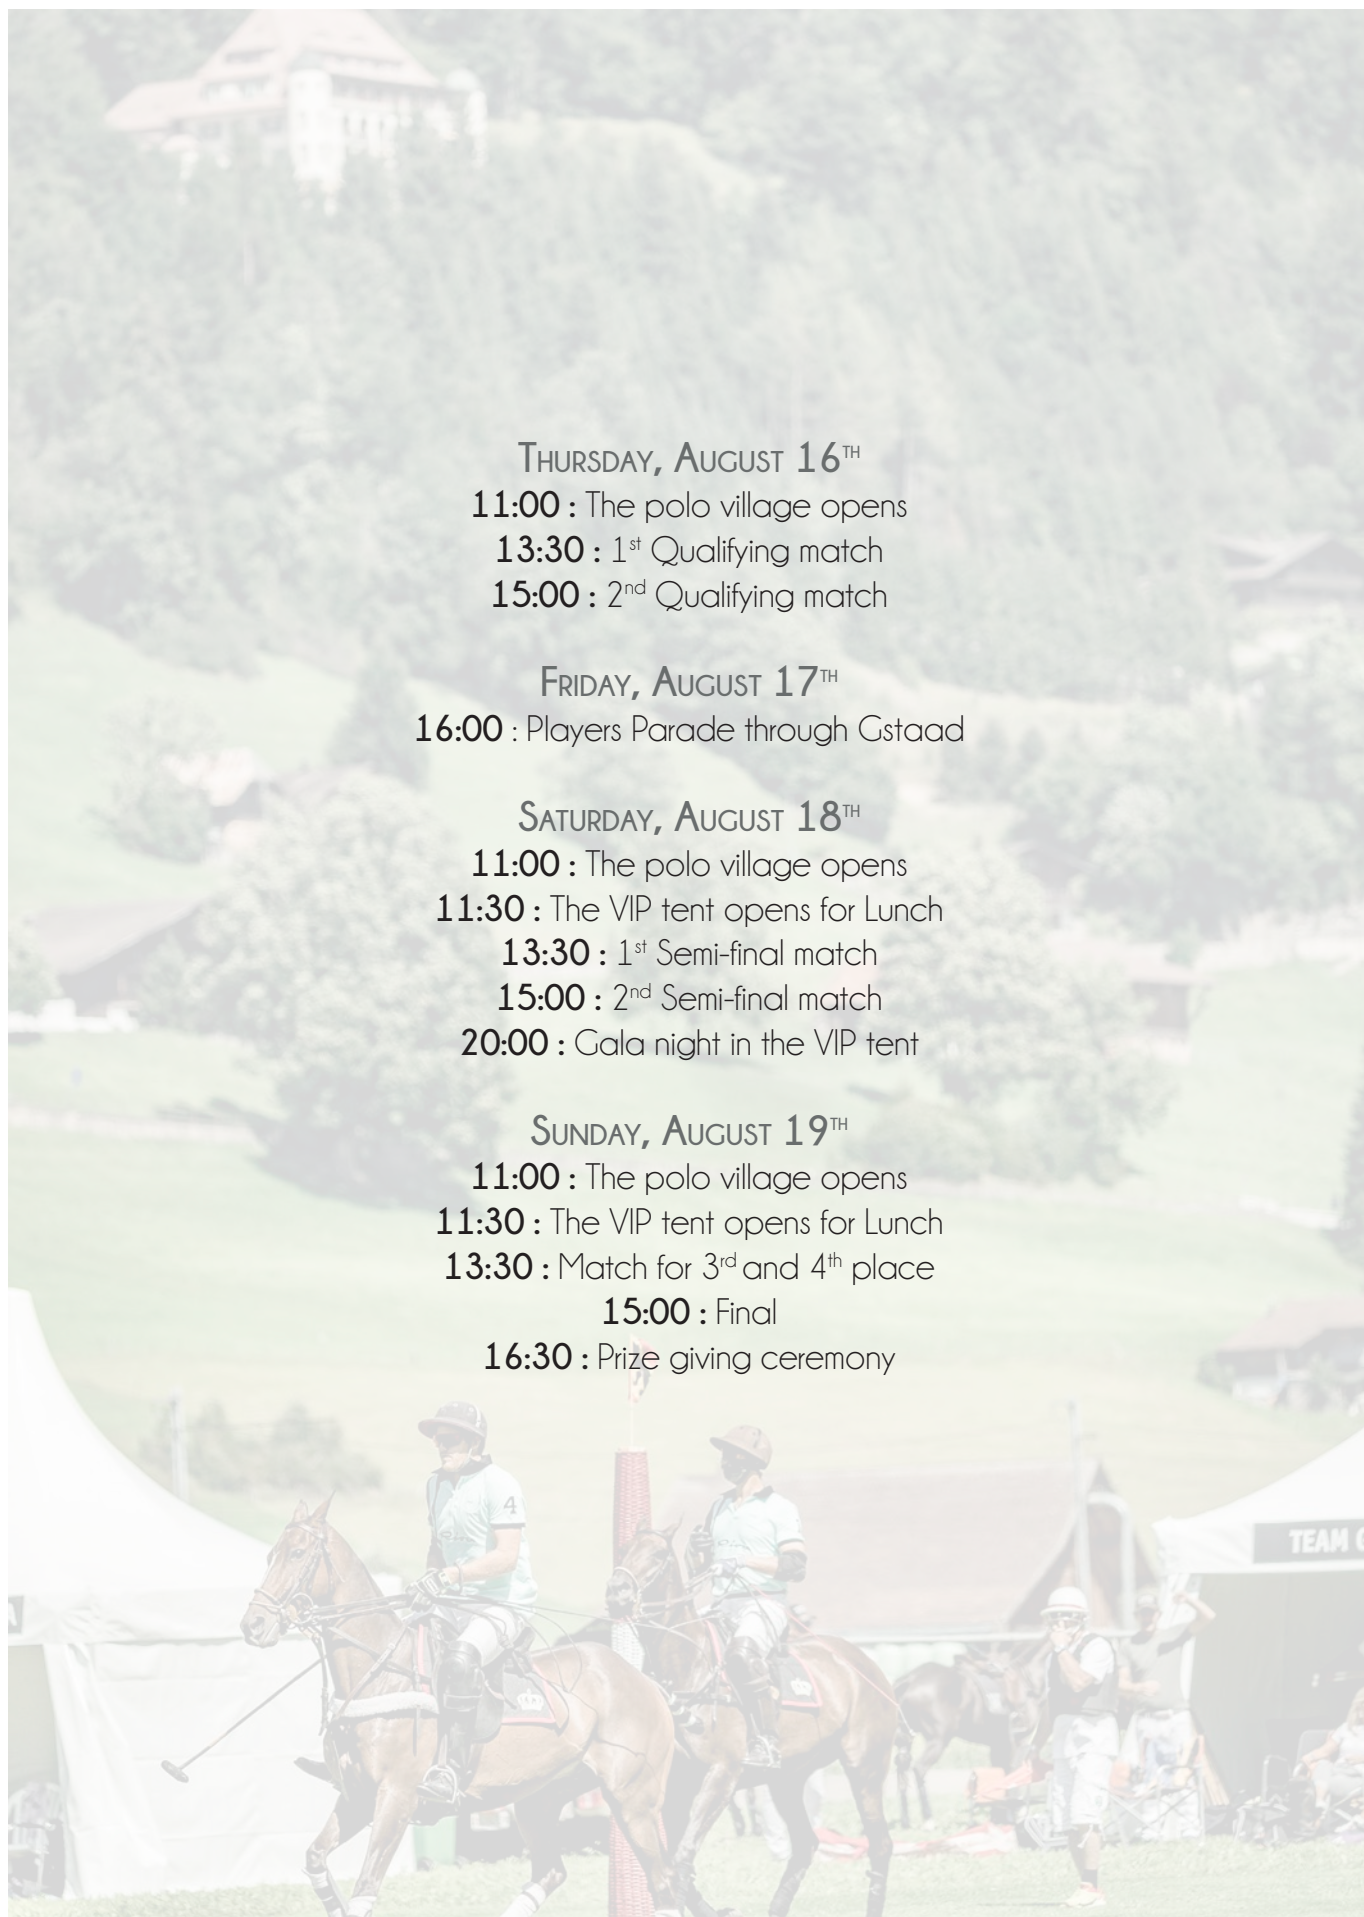 THURSDAY, AUGUST 16TH
11:00 : The polo village opens
13:30 : 1st Qualifying match
15:00 : 2nd Qualifying match
FRIDAY, AUGUST 17TH
16:00 : Players Parade through Gstaad
SATURDAY, AUGUST 18TH
11:00 : The polo village opens
11:30 : The VIP tent opens for Lunch
13:30 : 1st Semi-final match
15:00 : 2nd Semi-final match
20:00 : Gala night in the VIP tent
SUNDAY, AUGUST 19TH
11:00 : The polo village opens
11:30 : The VIP tent opens for Lunch
13:30 : Match for 3rd and 4th place
15:00 : Final
16:30 : Prize giving ceremony
4
TEAM